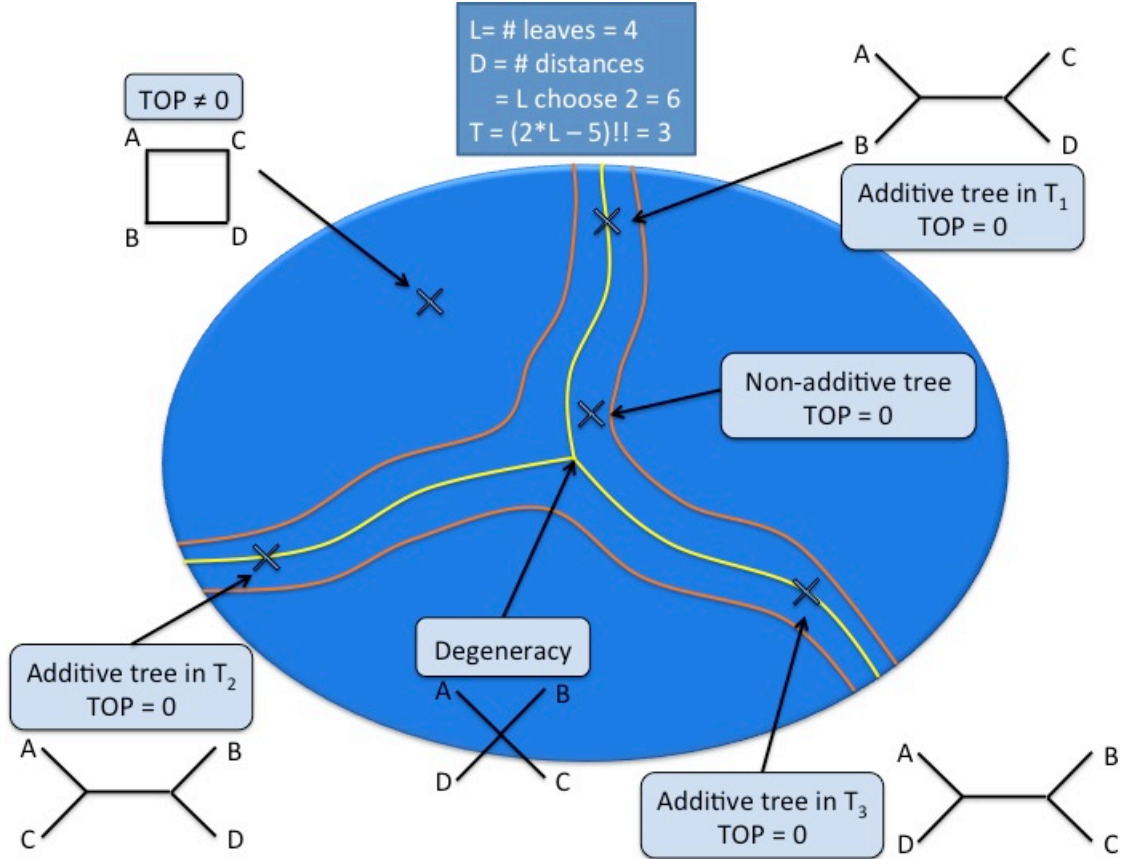 L= # leaves = 4
D = # distances
= L choose 2 = 6
T = (2*L – 5)!! = 3
TOP ≠ 0
A C
B D
A C
B D
Additive tree in T₁
TOP = 0
Non-additive tree
TOP = 0
Degeneracy
A B
D C
Additive tree in T₂
TOP = 0
A B
C D
Additive tree in T₃
TOP = 0
A B
D C